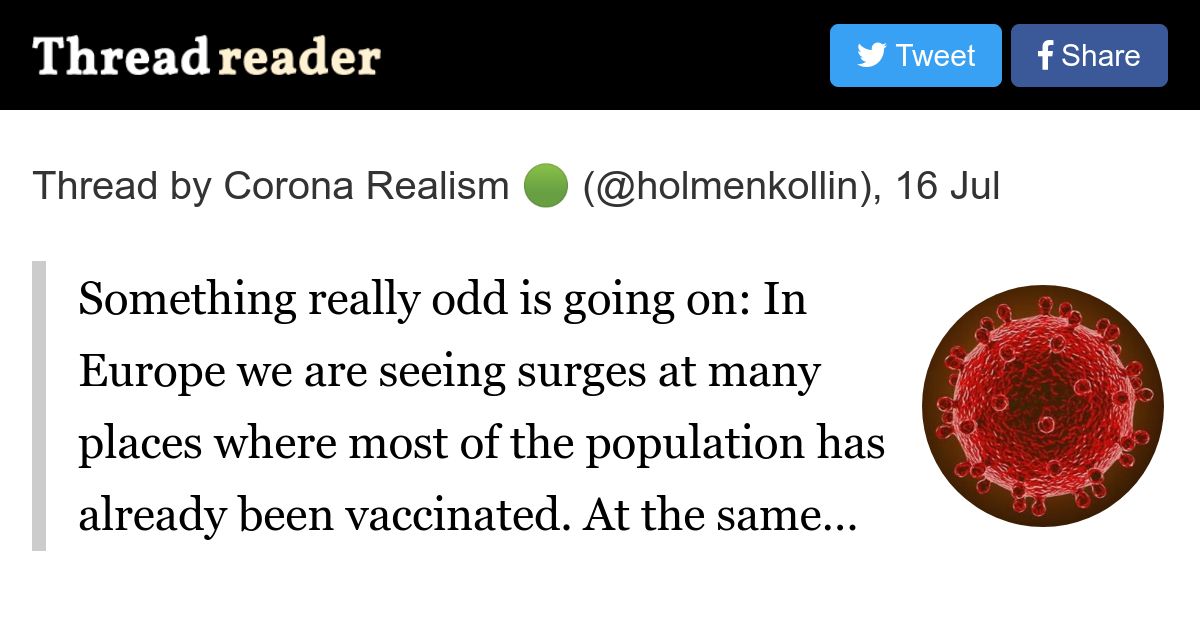 Thread reader
Tweet
Share
Thread by Corona Realism 🟢 (@holmenkollin), 16 Jul
Something really odd is going on: In
Europe we are seeing surges at many
places where most of the population has
already been vaccinated. At the same...